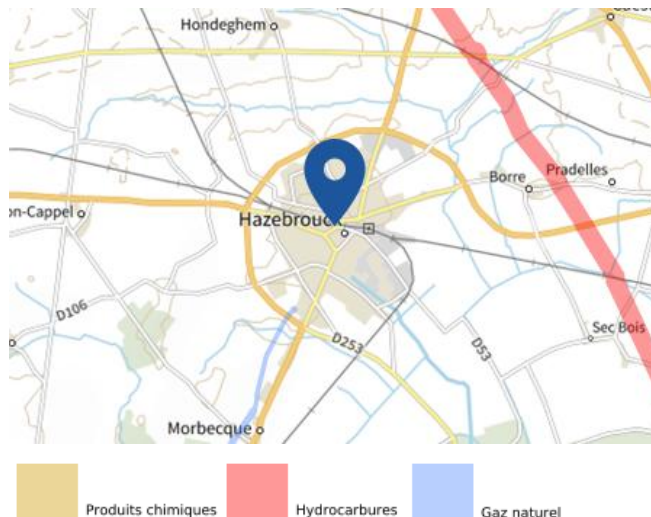 Hondeghem
Borre
Pradelles
Hazebrouck
on-Cappel
D106
D253
D53
Sec Bois
Morbecque
Produits chimiques
Hydrocarbures
Gaz naturel